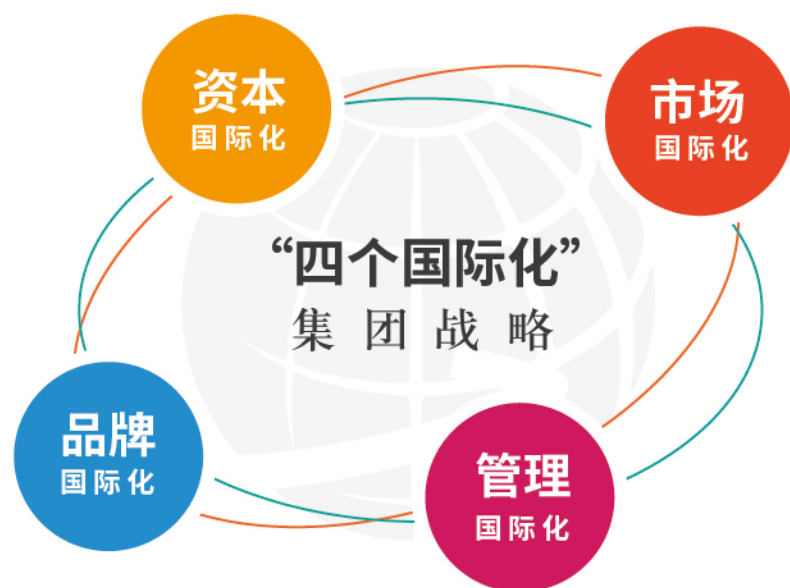 资本
国际化
市场
国际化
“四个国际化”
集团战略
品牌
国际化
管理
国际化